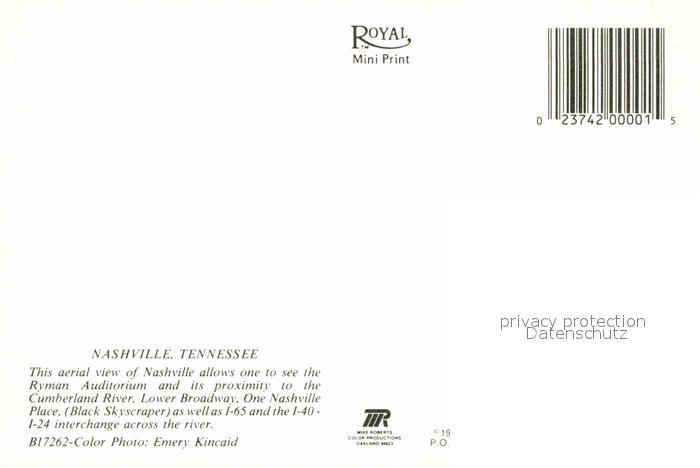 ROYAL
TM
Mini Print
0 23742 00001 5
privacy protection
Datenschutz
NASHVILLE, TENNESSEE
This aerial view of Nashville allows one to see the
Ryman Auditorium and its proximity to the
Cumberland River, Lower Broadway, One Nashville
Place, (Black Skyscraper) as well as I-65 and the I-40 -
I-24 interchange across the river.
B17262-Color Photo: Emery Kincaid
MIKE ROBERTS
COLOR PRODUCTIONS
OAKLAND 94623
© 19
P.O.